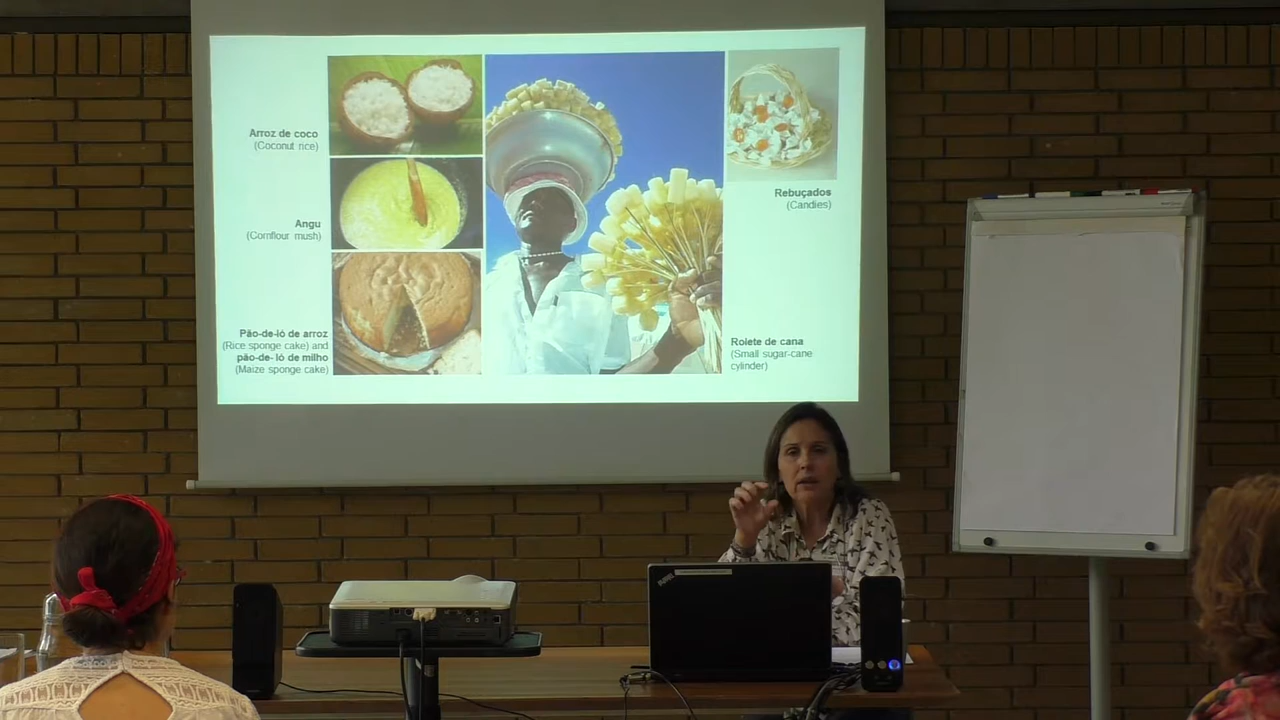 Arroz de coco
(Coconut rice)
Angu
(Cornflour mush)
Pão-de-ló de arroz
(Rice sponge cake) and
pão-de- ló de milho
(Maize sponge cake)
Rebuçados
(Candies)
Rolete de cana
(Small sugar-cane
cylinder)